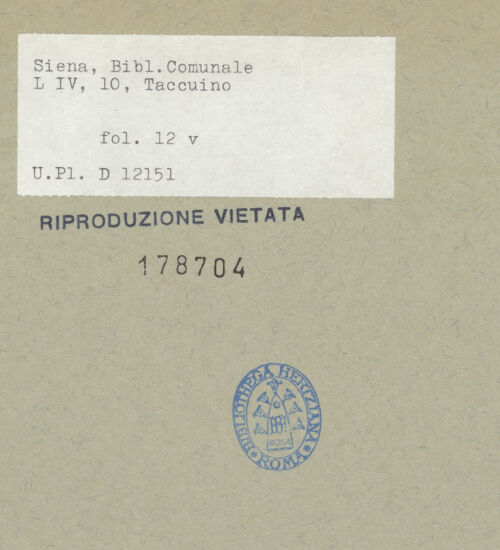 Siena, Bibl.Comunale
L IV, 10, Taccuino
fol. 12 v
U.Pl. D 12151
RIPRODUZIONE VIETATA
178704
BIBLIOTHECA HERTZIANA
ROMA